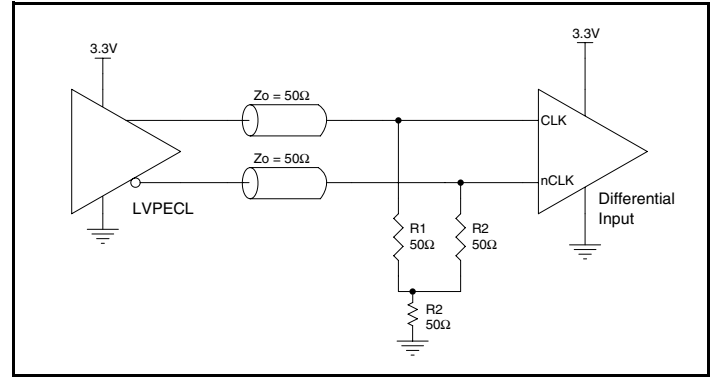 3.3V
3.3V
Zo = 50Ω
CLK
Zo = 50Ω
nCLK
LVPECL
Differential
Input
R1
50Ω
R2
50Ω
R2
50Ω